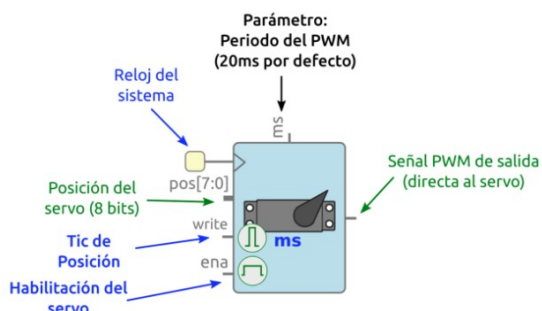 Parámetro:
Periodo del PWM
(20ms por defecto)
Reloj del
sistema
ms
pos[7:0]
Señal PWM de salida
(directa al servo)
Posición del
servo (8 bits)
write
ms
Tic de
Posición
ena
Habilitación del
servo